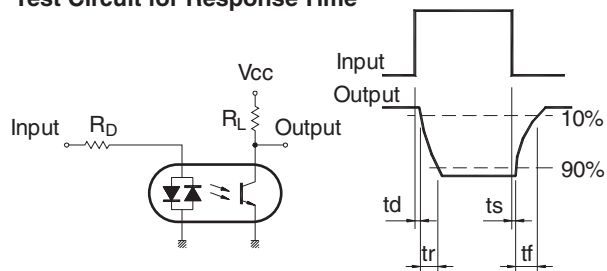 Test Circuit for Response Time
Input
Vcc
Output
RL
Output
Input
RD
10%
90%
td
ts
tr
tf